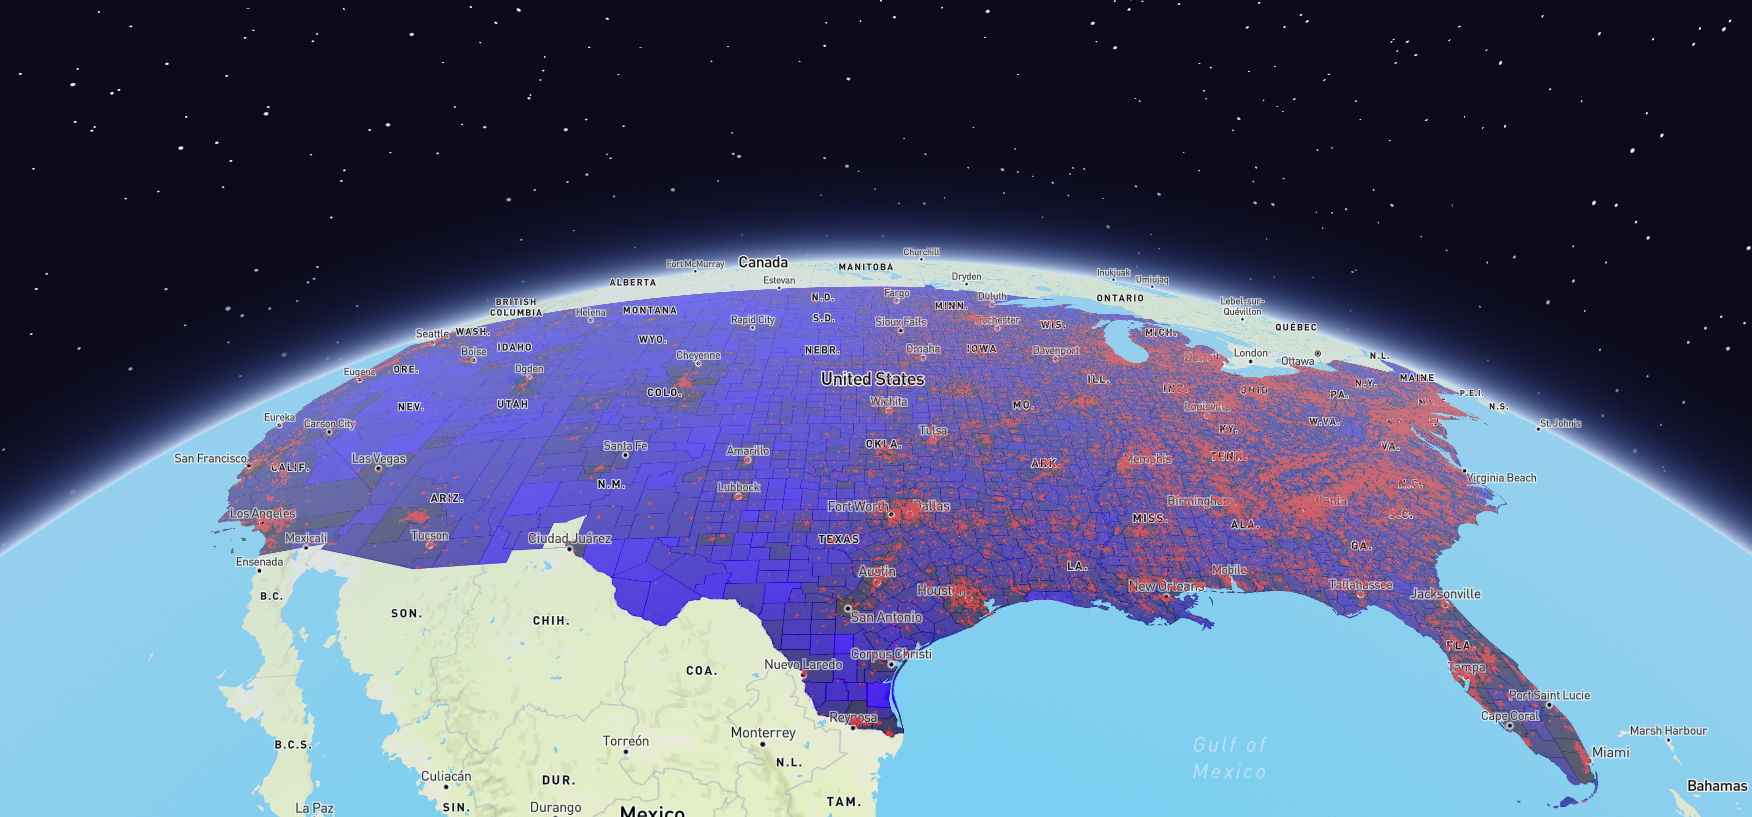 Churchill
Canada
Fort McMurray
MANITOBA
Estevan
Dryden
Inukjuak
Umiujaq
ALBERTA
ONTARIO
BRITISH
COLUMBIA
N.D.
Fargo
Duluth
Lebel-sur-
Quévillon
Helena
MONTANA
S.D.
MINN.
QUÉBEC
Rapid City
Sioux Falls
WIS.
Seattle
WASH.
MICH.
IDAHO
WYO.
NEBR.
Omaha
IOWA
Davenport
Detroit
London
Ottawa
N.L.
Boise
Cheyenne
Eugene
ORE.
Ogden
United States
ILL.
IND.
OHIO
N.Y.
MAINE
P.E.I.
N.S.
NEV.
UTAH
COLO.
Wichita
MO.
PA.
St. John's
Eureka
Carson City
Tulsa
KY.
W.VA.
San Francisco
CALIF.
Las Vegas
Santa Fe
Amarillo
OKLA.
ARK
Memphis
TENN.
VA.
Virginia Beach
ARIZ.
N.M.
Lubbock
Fort Worth
Dallas
Birmingham
Atlanta
N.C.
S.C.
Los Angeles
Mexicali
Tucson
Ciudad Juárez
TEXAS
MISS.
ALA.
GA.
Ensenada
B.C.
SON.
CHIH.
Austin
Houston
LA.
New Orleans
Mobile
Tallahassee
Jacksonville
San Antonio
Corpus Christi
COA.
Nuevo Laredo
FLA.
Tampa
Port Saint Lucie
Cape Coral
Reynosa
Monterrey
Torreón
B.C.S.
N.L.
Gulf of
Mexico
Miami
Marsh Harbour
Culiacán
DUR.
Bahamas
La Paz
SIN.
Durango
Mexico
TAM.